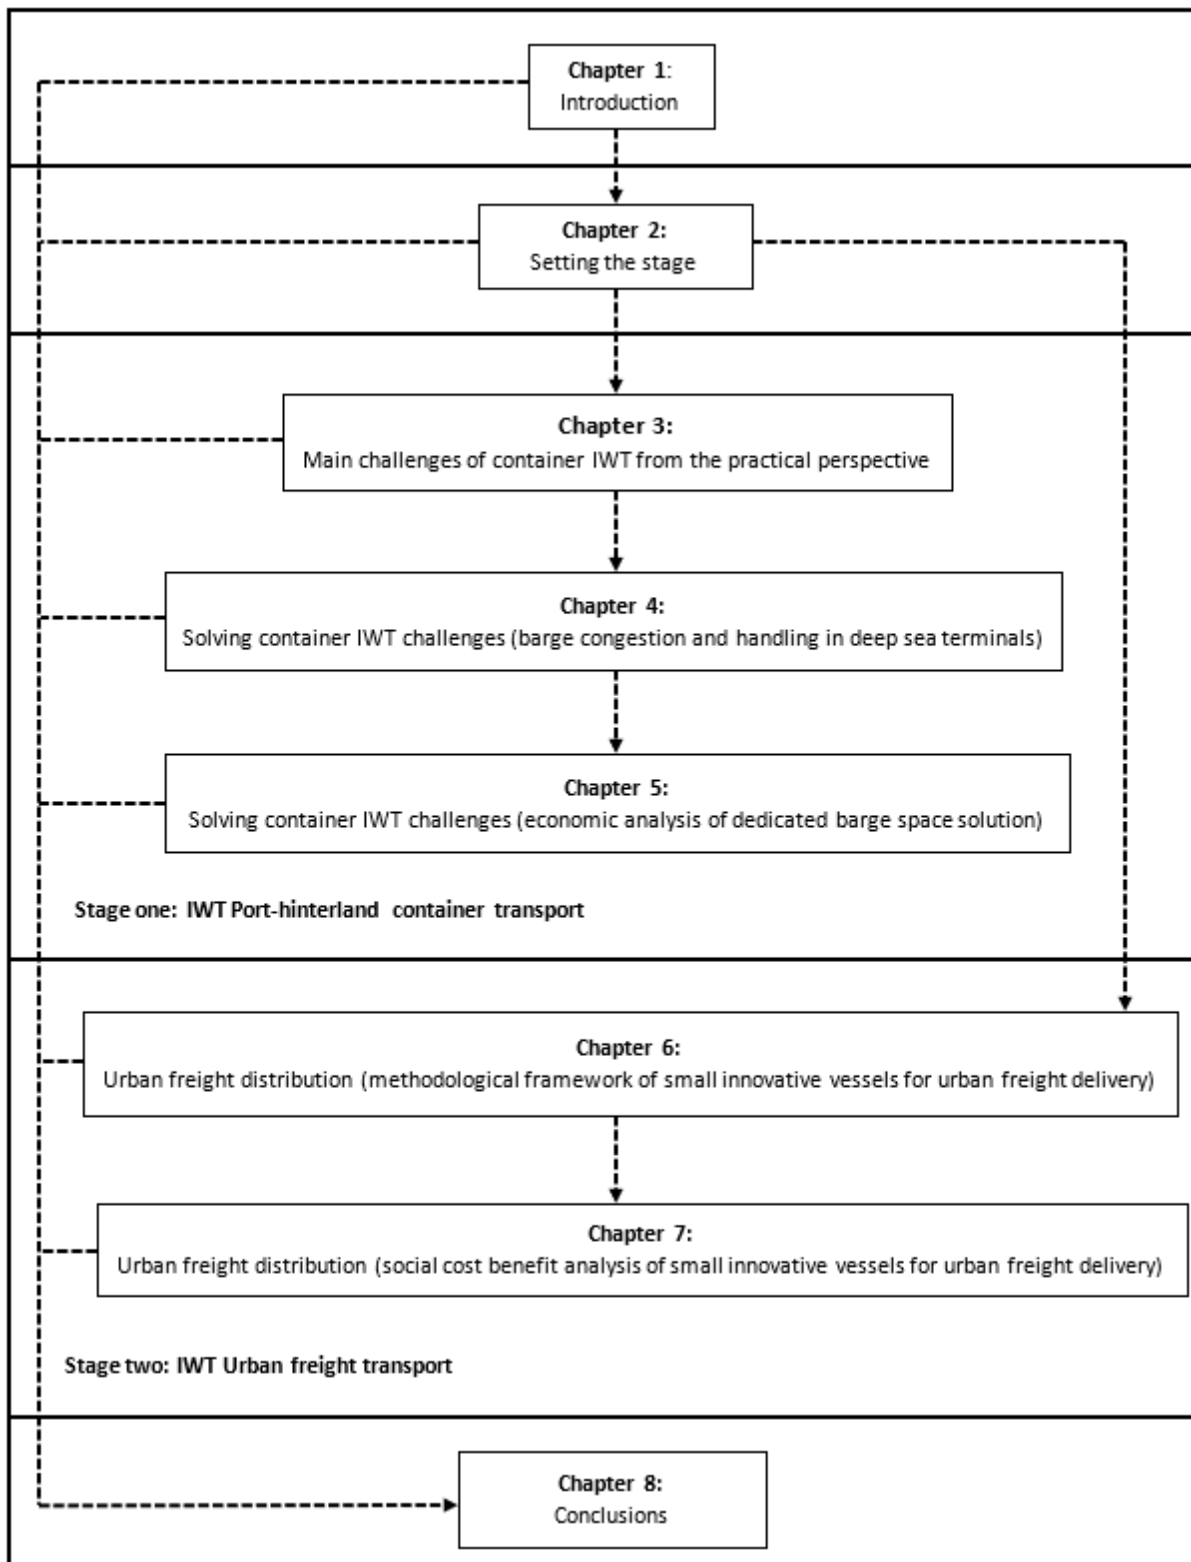 Chapter 1:
Introduction
Chapter 2:
Setting the stage
Chapter 3:
Main challenges of container IWT from the practical perspective
Chapter 4:
Solving container IWT challenges (barge congestion and handling in deep sea terminals)
Chapter 5:
Solving container IWT challenges (economic analysis of dedicated barge space solution)
Stage one: IWT Port-hinterland container transport
Chapter 6:
Urban freight distribution (methodological framework of small innovative vessels for urban freight delivery)
Chapter 7:
Urban freight distribution (social cost benefit analysis of small innovative vessels for urban freight delivery)
Stage two: IWT Urban freight transport
Chapter 8:
Conclusions